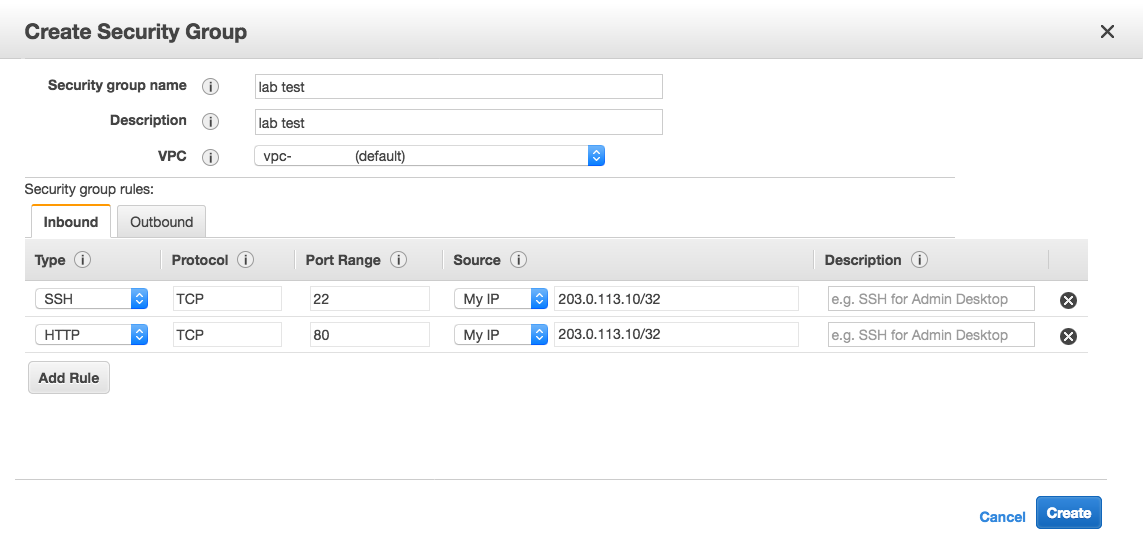 Create Security Group
Security group name i lab test
Description i lab test
VPC i vpc- (default)
Security group rules:
Inbound Outbound
Type i Protocol i Port Range i Source i Description i
SSH TCP 22 My IP 203.0.113.10/32 e.g. SSH for Admin Desktop
HTTP TCP 80 My IP 203.0.113.10/32 e.g. SSH for Admin Desktop
Add Rule
Cancel Create